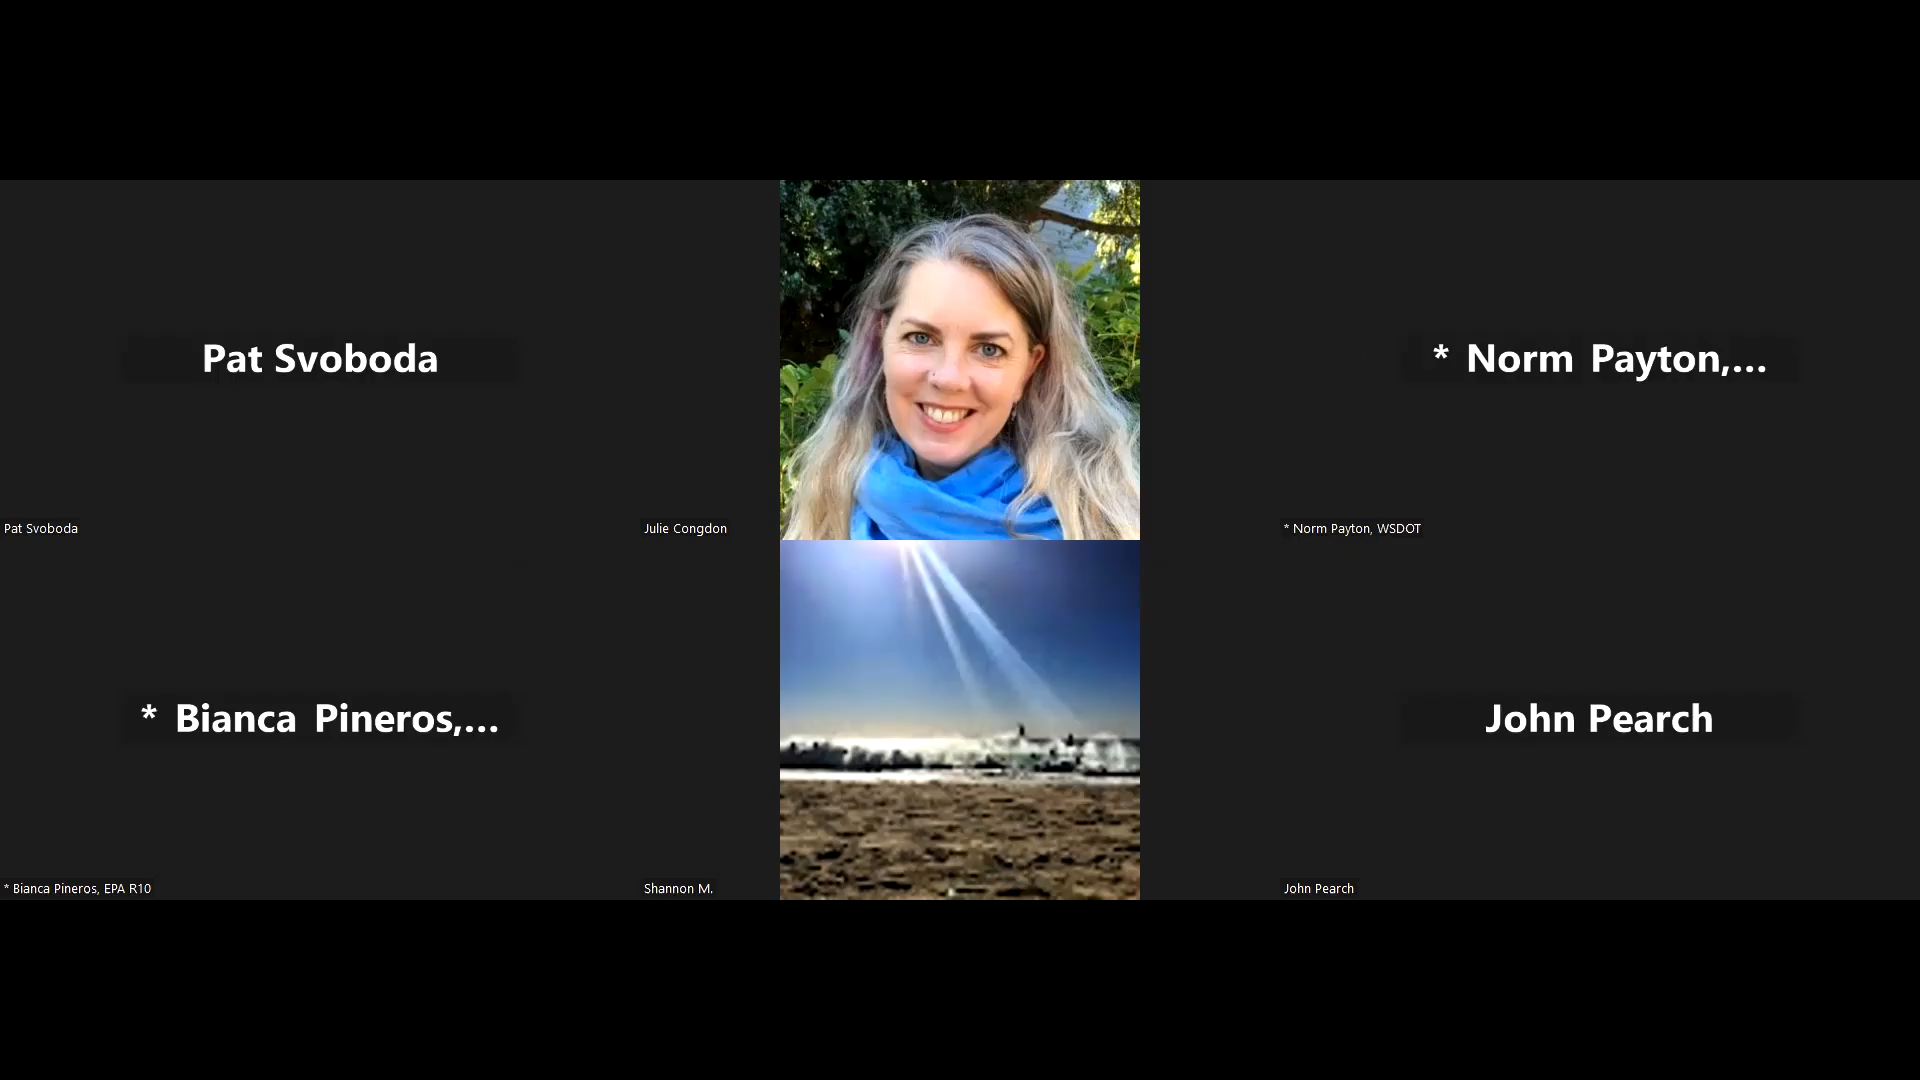 Pat Svoboda
* Norm Payton,...
Pat Svoboda
Julie Congdon
* Norm Payton, WSDOT
* Bianca Pineros,...
John Pearch
* Bianca Pineros, EPA R10
Shannon M.
John Pearch